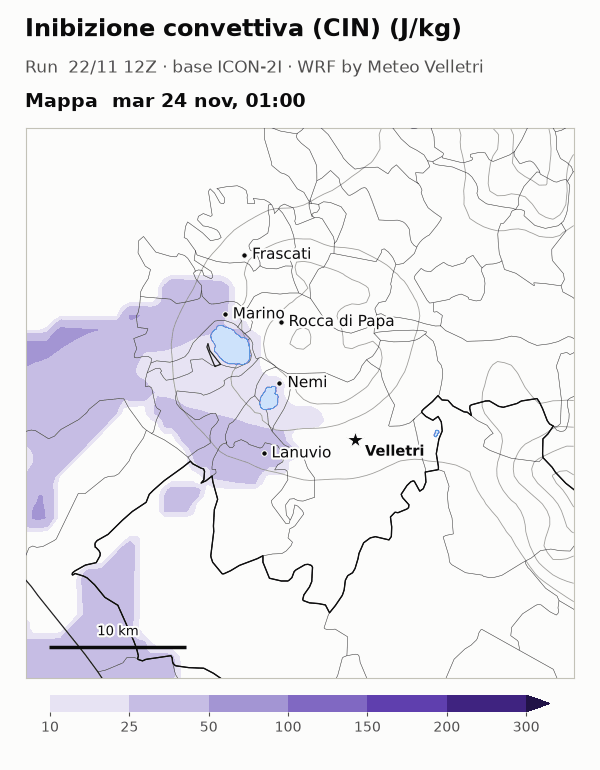 Inibizione convettiva (CIN) (J/kg)
Run  22/11 12Z · base ICON-2I · WRF by Meteo Velletri
Mappa  mar 24 nov, 01:00
Frascati
Marino
Rocca di Papa
Nemi
Velletri
Lanuvio
10 km
10 25 50 100 150 200 300